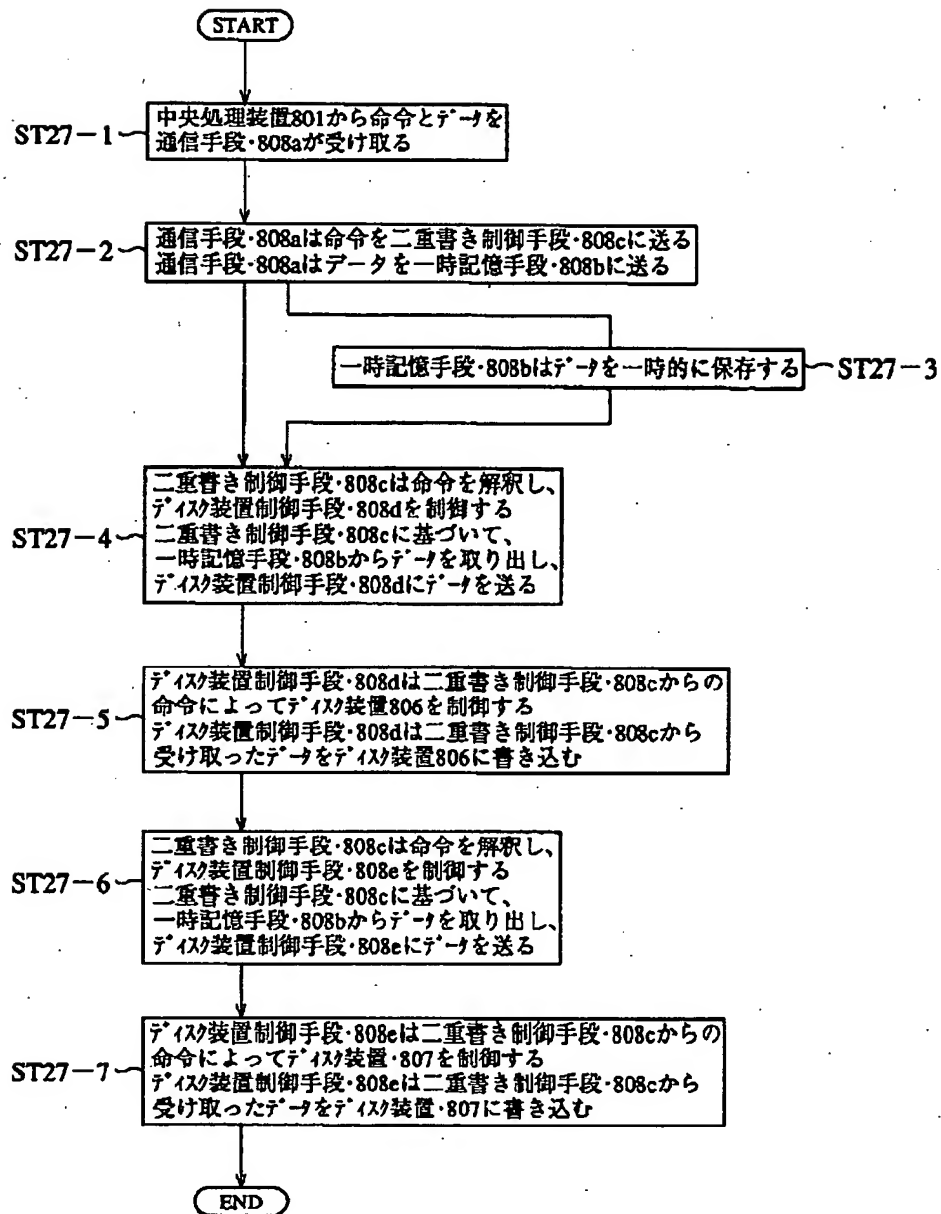 START
ST27-1
中央処理装置801から命令とデータを
通信手段・808aが受け取る
ST27-2
通信手段・808aは命令を二重書き制御手段・808cに送る
通信手段・808aはデータを一時記憶手段・808bに送る
一時記憶手段・808bはデータを一時的に保存する
ST27-3
ST27-4
二重書き制御手段・808cは命令を解釈し、
ディスク装置制御手段・808dを制御する
二重書き制御手段・808cに基づいて、
一時記憶手段・808bからデータを取り出し、
ディスク装置制御手段・808dにデータを送る
ST27-5
ディスク装置制御手段・808dは二重書き制御手段・808cからの
命令によってディスク装置806を制御する
ディスク装置制御手段・808dは二重書き制御手段・808cから
受け取ったデータをディスク装置806に書き込む
ST27-6
二重書き制御手段・808cは命令を解釈し、
ディスク装置制御手段・808eを制御する
二重書き制御手段・808cに基づいて、
一時記憶手段・808bからデータを取り出し、
ディスク装置制御手段・808eにデータを送る
ST27-7
ディスク装置制御手段・808eは二重書き制御手段・808cからの
命令によってディスク装置・807を制御する
ディスク装置制御手段・808eは二重書き制御手段・808cから
受け取ったデータをディスク装置・807に書き込む
END